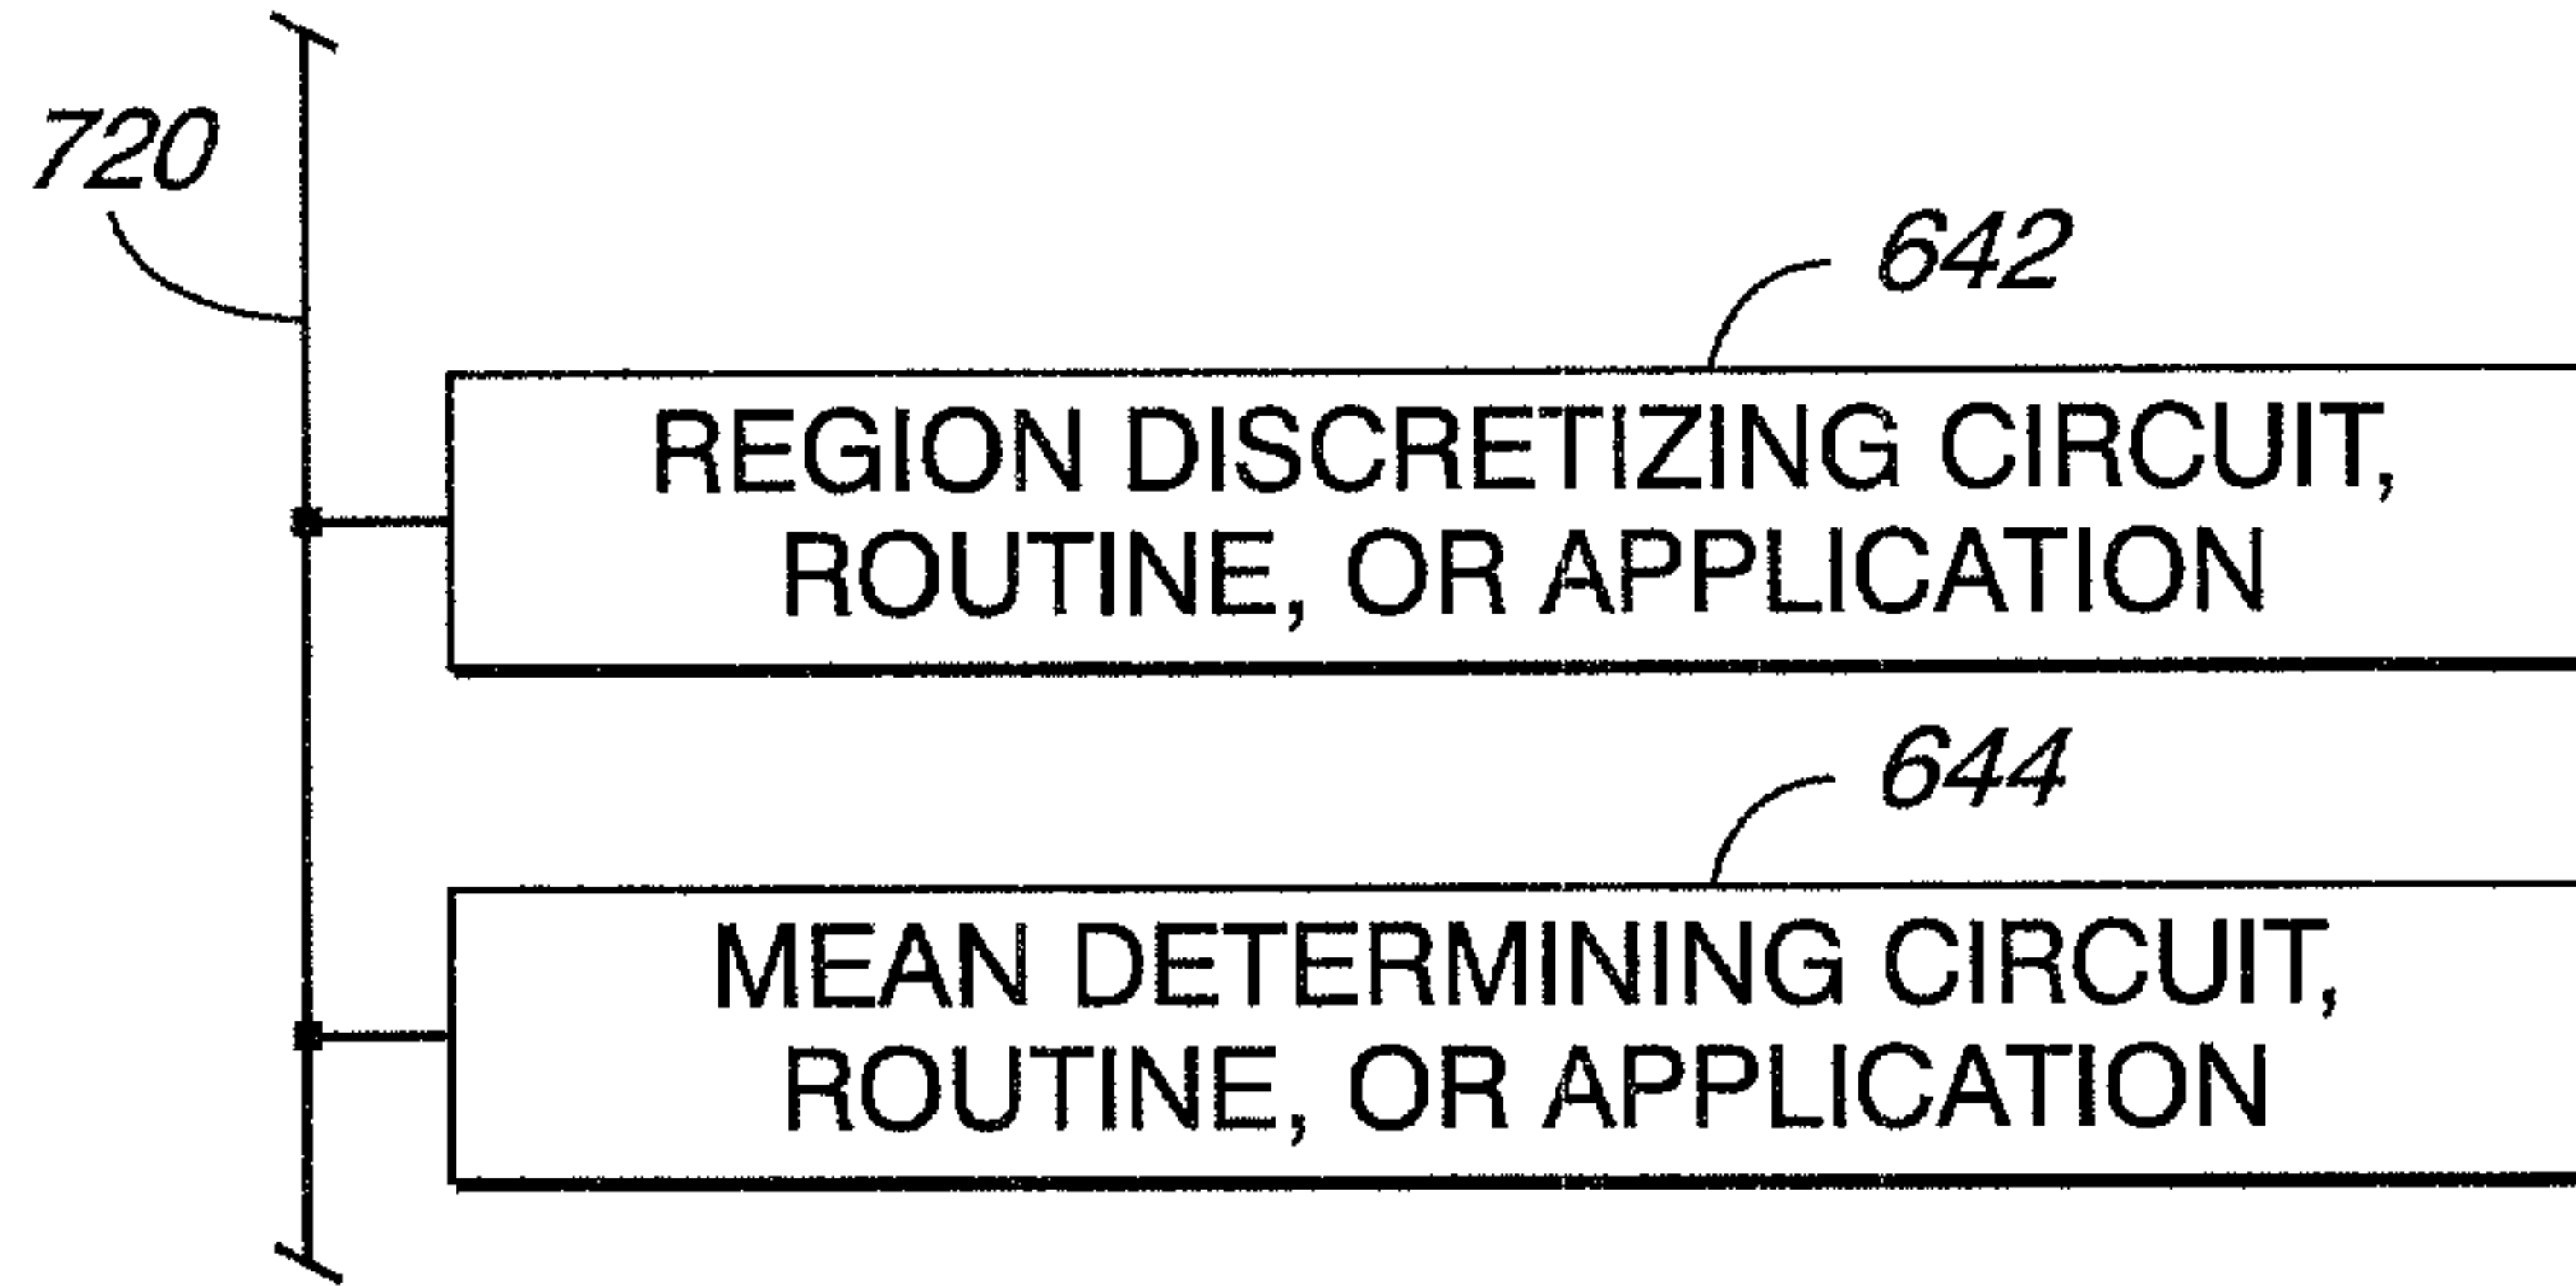 720
642
REGION DISCRETIZING CIRCUIT,
ROUTINE, OR APPLICATION
644
MEAN DETERMINING CIRCUIT,
ROUTINE, OR APPLICATION